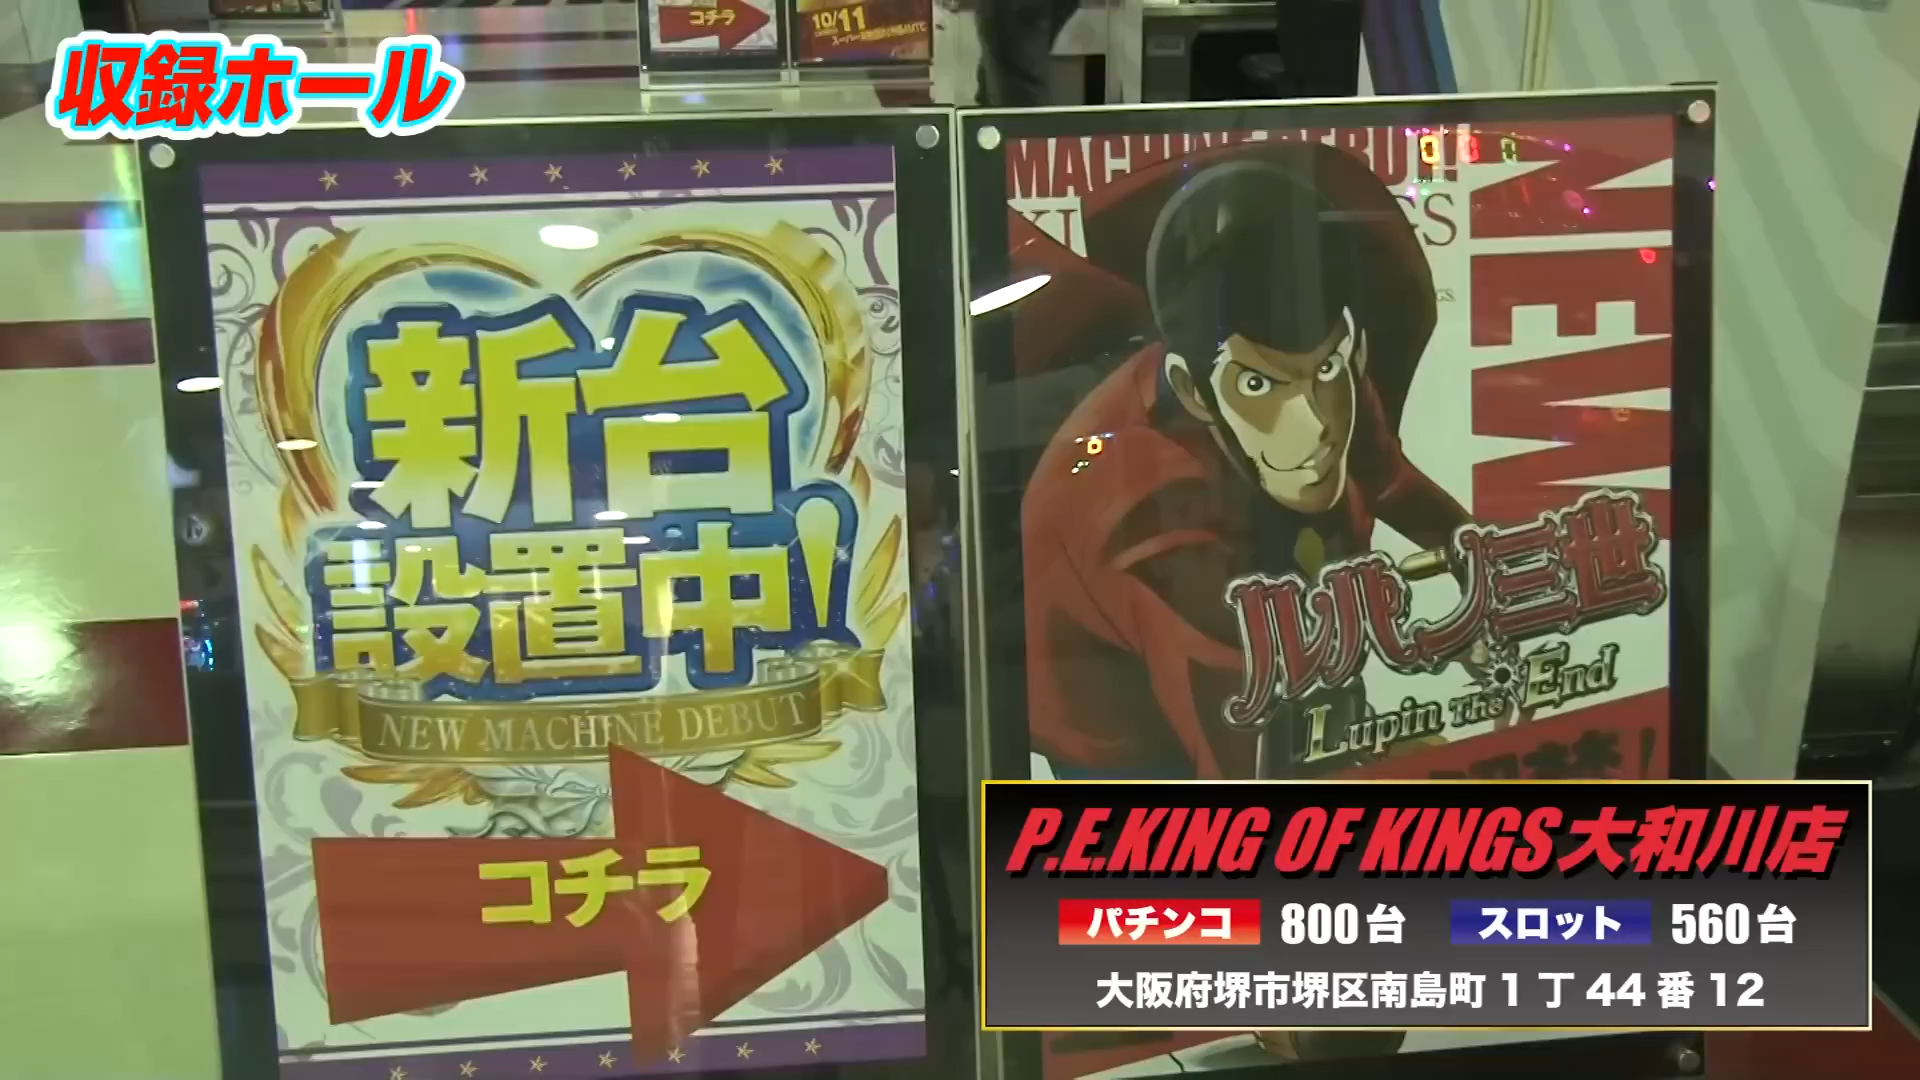 収録ホール
コチラ
10/11
新台
設置中!
NEW MACHINE DEBUT
コチラ
MACHINE DEBUT!!
NEW
ルパン三世
Lupin The End
P.E.KING OF KINGS大和川店
パチンコ 800台 スロット 560台
大阪府堺市堺区南島町1丁44番12